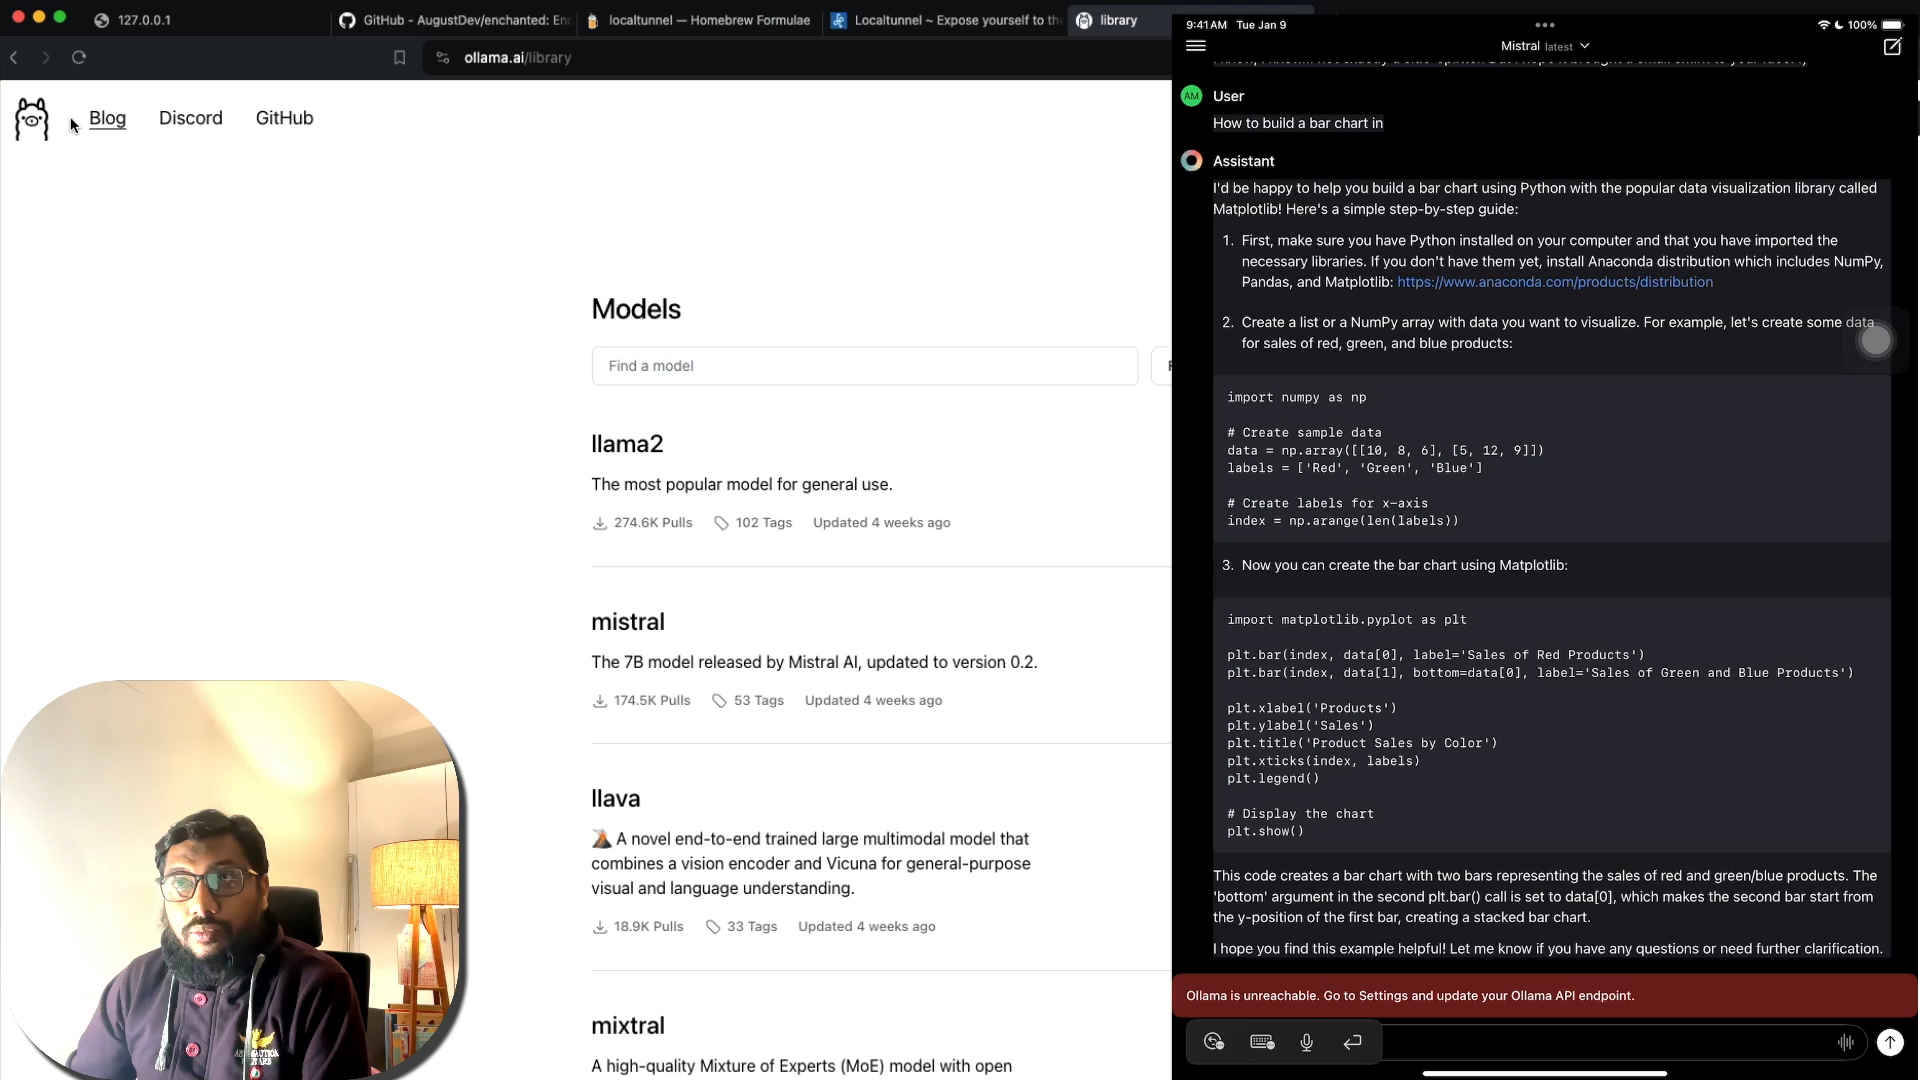 127.0.0.1
GitHub - AugustDev/enchanted: Enc
localtunnel — Homebrew Formulae
Localtunnel ~ Expose yourself to the
library
ollama.ai/library
Blog
Discord
GitHub
Models
Find a model
llama2
The most popular model for general use.
274.6K Pulls
102 Tags
Updated 4 weeks ago
mistral
The 7B model released by Mistral AI, updated to version 0.2.
174.5K Pulls
53 Tags
Updated 4 weeks ago
llava
🌋 A novel end-to-end trained large multimodal model that
combines a vision encoder and Vicuna for general-purpose
visual and language understanding.
18.9K Pulls
33 Tags
Updated 4 weeks ago
mixtral
A high-quality Mixture of Experts (MoE) model with open
9:41 AM Tue Jan 9
100%
Mistral latest
AM
User
How to build a bar chart in
Assistant
I'd be happy to help you build a bar chart using Python with the popular data visualization library called
Matplotlib! Here's a simple step-by-step guide:
1. First, make sure you have Python installed on your computer and that you have imported the
necessary libraries. If you don't have them yet, install Anaconda distribution which includes NumPy,
Pandas, and Matplotlib: https://www.anaconda.com/products/distribution
2. Create a list or a NumPy array with data you want to visualize. For example, let's create some data
for sales of red, green, and blue products:
import numpy as np
# Create sample data
data = np.array([[10, 8, 6], [5, 12, 9]])
labels = ['Red', 'Green', 'Blue']
# Create labels for x-axis
index = np.arange(len(labels))
3. Now you can create the bar chart using Matplotlib:
import matplotlib.pyplot as plt
plt.bar(index, data[0], label='Sales of Red Products')
plt.bar(index, data[1], bottom=data[0], label='Sales of Green and Blue Products')
plt.xlabel('Products')
plt.ylabel('Sales')
plt.title('Product Sales by Color')
plt.xticks(index, labels)
plt.legend()
# Display the chart
plt.show()
This code creates a bar chart with two bars representing the sales of red and green/blue products. The
'bottom' argument in the second plt.bar() call is set to data[0], which makes the second bar start from
the y-position of the first bar, creating a stacked bar chart.
I hope you find this example helpful! Let me know if you have any questions or need further clarification.
Ollama is unreachable. Go to Settings and update your Ollama API endpoint.